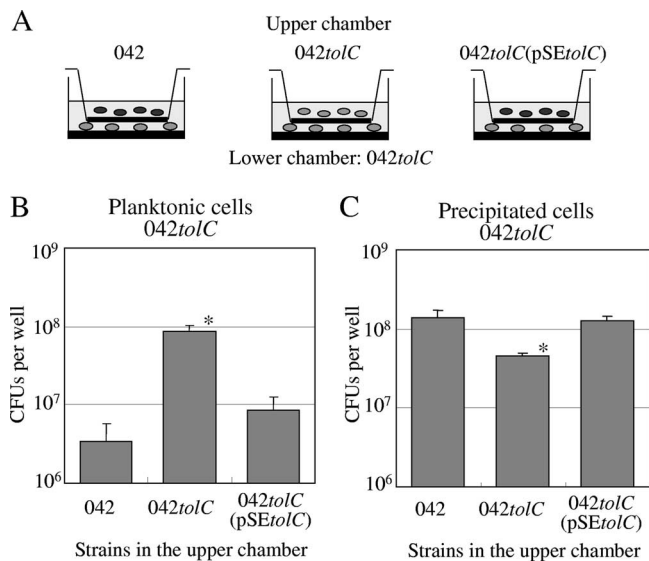 A
Upper chamber
042
042tolC
042tolC(pSEtolC)
Lower chamber: 042tolC
B
Planktonic cells
042tolC
CFUs per well
10⁹
10⁸
10⁷
10⁶
*
042
042tolC
042tolC
(pSEtolC)
Strains in the upper chamber
C
Precipitated cells
042tolC
CFUs per well
10⁹
10⁸
10⁷
10⁶
*
042
042tolC
042tolC
(pSEtolC)
Strains in the upper chamber